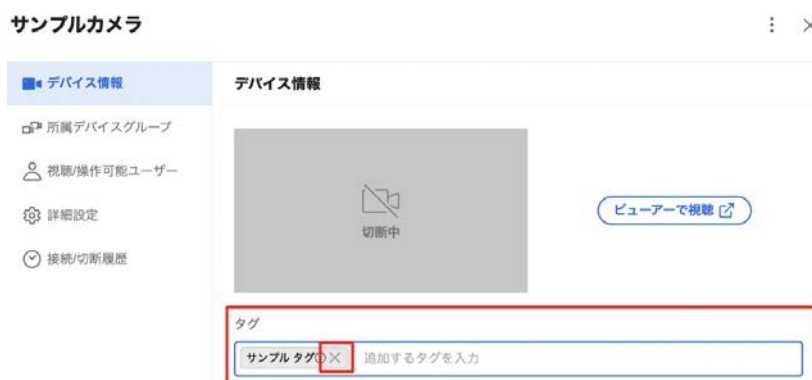 サンプルカメラ
デバイス情報
所属デバイスグループ
視聴/操作可能ユーザー
詳細設定
接続/切断履歴
デバイス情報
切断中
ビューアーで視聴
タグ
サンプル タグ① 追加するタグを入力